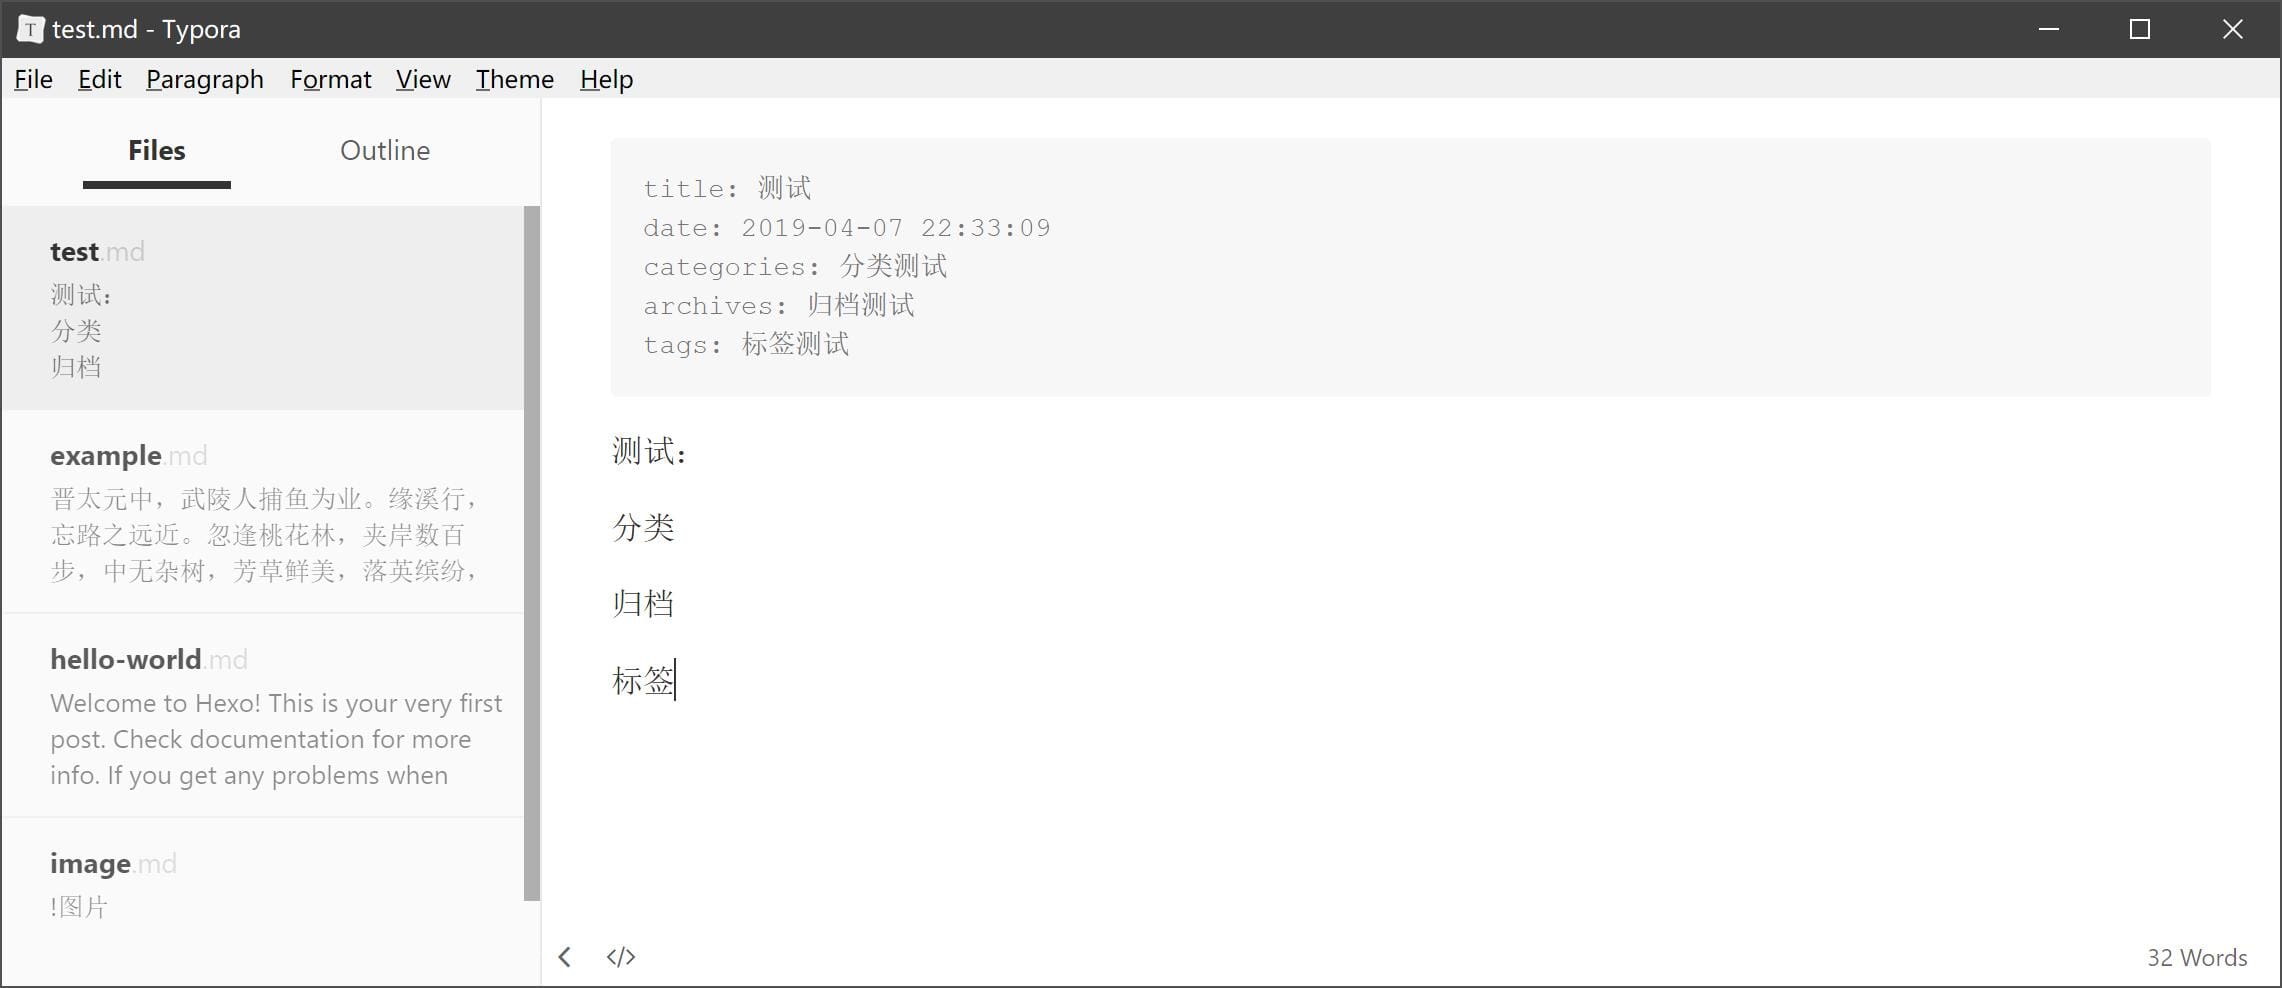 test.md - Typora
File Edit Paragraph Format View Theme Help
Files Outline
test.md
测试：
分类
归档
example.md
晋太元中，武陵人捕鱼为业。缘溪行，
忘路之远近。忽逢桃花林，夹岸数百
步，中无杂树，芳草鲜美，落英缤纷，
hello-world.md
Welcome to Hexo! This is your very first
post. Check documentation for more
info. If you get any problems when
image.md
!图片
title: 测试
date: 2019-04-07 22:33:09
categories: 分类测试
archives: 归档测试
tags: 标签测试
测试：
分类
归档
标签
</>
32 Words